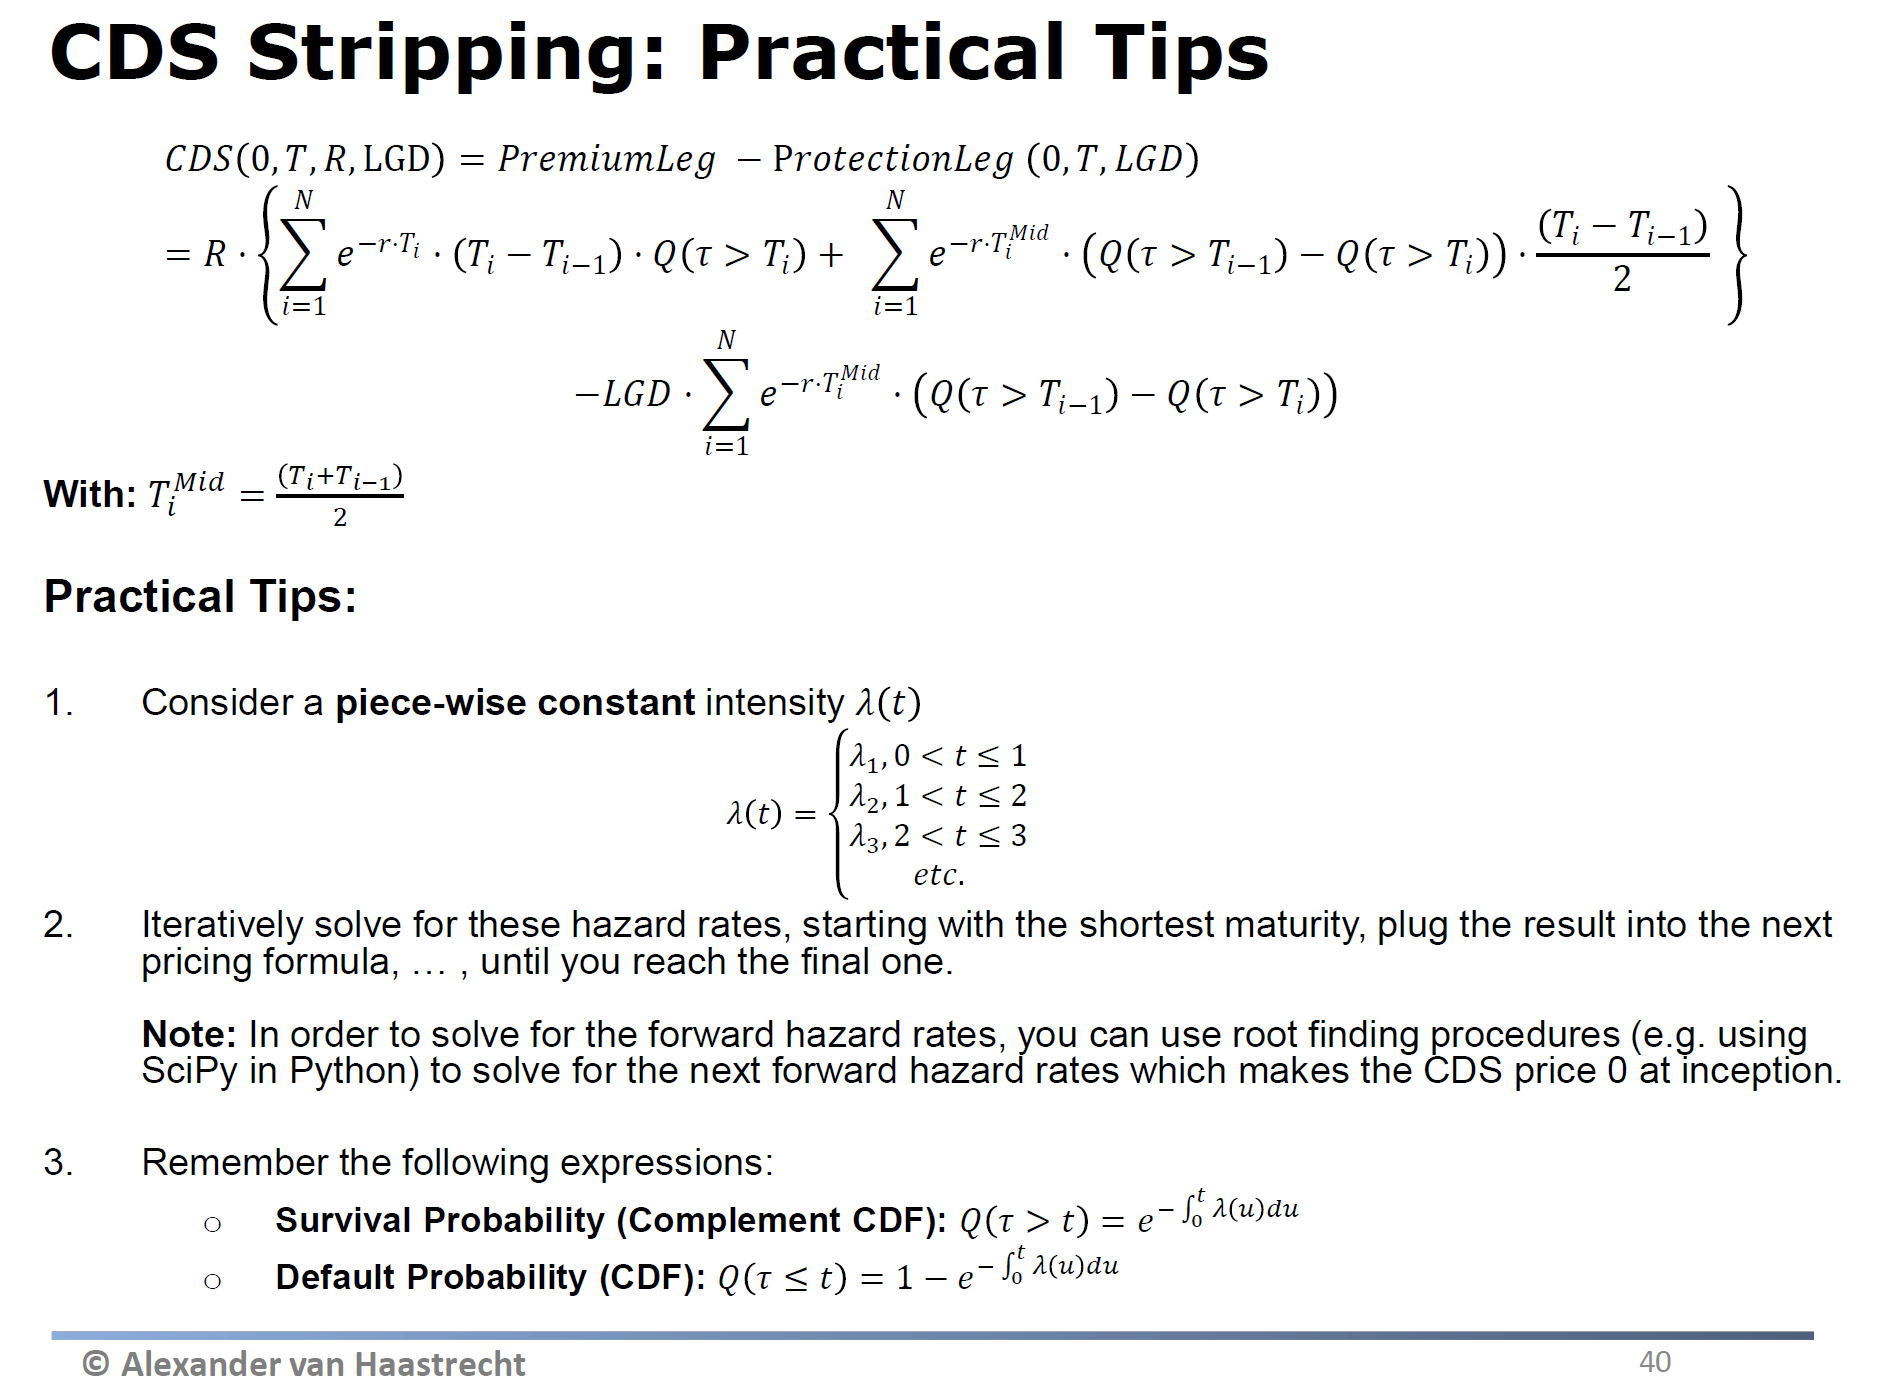 CDS Stripping: Practical Tips
CDS(0, T, R, LGD) = PremiumLeg − ProtectionLeg (0, T, LGD)
= R · {∑_{i=1}^{N} e^{−r·T_i} · (T_i − T_{i−1}) · Q(τ > T_i) + ∑_{i=1}^{N} e^{−r·T_i^{Mid}} · (Q(τ > T_{i−1}) − Q(τ > T_i)) · (T_i − T_{i−1})/2}
−LGD · ∑_{i=1}^{N} e^{−r·T_i^{Mid}} · (Q(τ > T_{i−1}) − Q(τ > T_i))
With: T_i^{Mid} = (T_i+T_{i−1})/2
Practical Tips:
1. Consider a piece-wise constant intensity λ(t)
λ(t) = {
λ_1, 0 < t ≤ 1
λ_2, 1 < t ≤ 2
λ_3, 2 < t ≤ 3
etc.
2. Iteratively solve for these hazard rates, starting with the shortest maturity, plug the result into the next
pricing formula, … , until you reach the final one.
Note: In order to solve for the forward hazard rates, you can use root finding procedures (e.g. using
SciPy in Python) to solve for the next forward hazard rates which makes the CDS price 0 at inception.
3. Remember the following expressions:
○ Survival Probability (Complement CDF): Q(τ > t) = e^{− ∫_0^t λ(u)du}
○ Default Probability (CDF): Q(τ ≤ t) = 1 − e^{− ∫_0^t λ(u)du}
© Alexander van Haastrecht
40